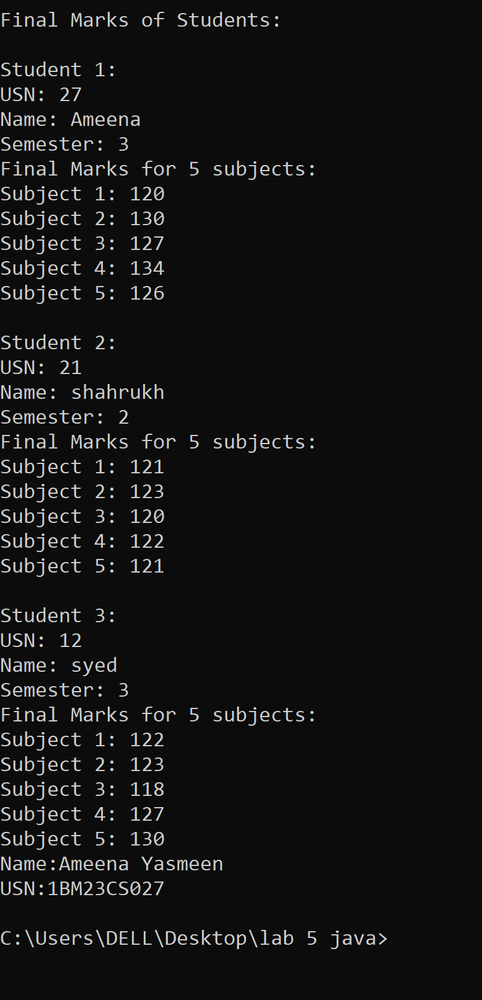 Final Marks of Students:
Student 1:
USN: 27
Name: Ameena
Semester: 3
Final Marks for 5 subjects:
Subject 1: 120
Subject 2: 130
Subject 3: 127
Subject 4: 134
Subject 5: 126
Student 2:
USN: 21
Name: shahrukh
Semester: 2
Final Marks for 5 subjects:
Subject 1: 121
Subject 2: 123
Subject 3: 120
Subject 4: 122
Subject 5: 121
Student 3:
USN: 12
Name: syed
Semester: 3
Final Marks for 5 subjects:
Subject 1: 122
Subject 2: 123
Subject 3: 118
Subject 4: 127
Subject 5: 130
Name:Ameena Yasmeen
USN:1BM23CS027
C:\Users\DELL\Desktop\lab 5 java>